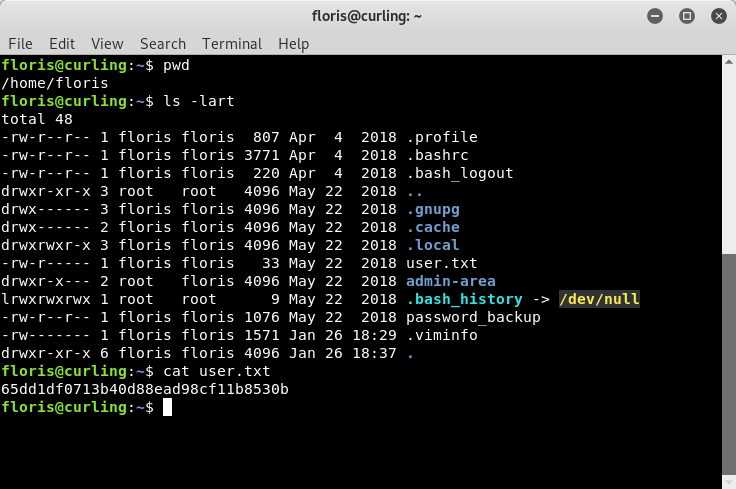 floris@curling: ~
File Edit View Search Terminal Help
floris@curling:~$ pwd
/home/floris
floris@curling:~$ ls -lart
total 48
-rw-r--r-- 1 floris floris  807 Apr  4  2018 .profile
-rw-r--r-- 1 floris floris 3771 Apr  4  2018 .bashrc
-rw-r--r-- 1 floris floris  220 Apr  4  2018 .bash_logout
drwxr-xr-x 3 root   root   4096 May 22  2018 ..
drwx------ 3 floris floris 4096 May 22  2018 .gnupg
drwx------ 2 floris floris 4096 May 22  2018 .cache
drwxrwxr-x 3 floris floris 4096 May 22  2018 .local
-rw-r----- 1 floris floris   33 May 22  2018 user.txt
drwxr-x--- 2 root   floris 4096 May 22  2018 admin-area
lrwxrwxrwx 1 root   root      9 May 22  2018 .bash_history -> /dev/null
-rw-r--r-- 1 floris floris 1076 May 22  2018 password_backup
-rw------- 1 floris floris 1571 Jan 26 18:29 .viminfo
drwxr-xr-x 6 floris floris 4096 Jan 26 18:37 .
floris@curling:~$ cat user.txt
65dd1df0713b40d88ead98cf11b8530b
floris@curling:~$